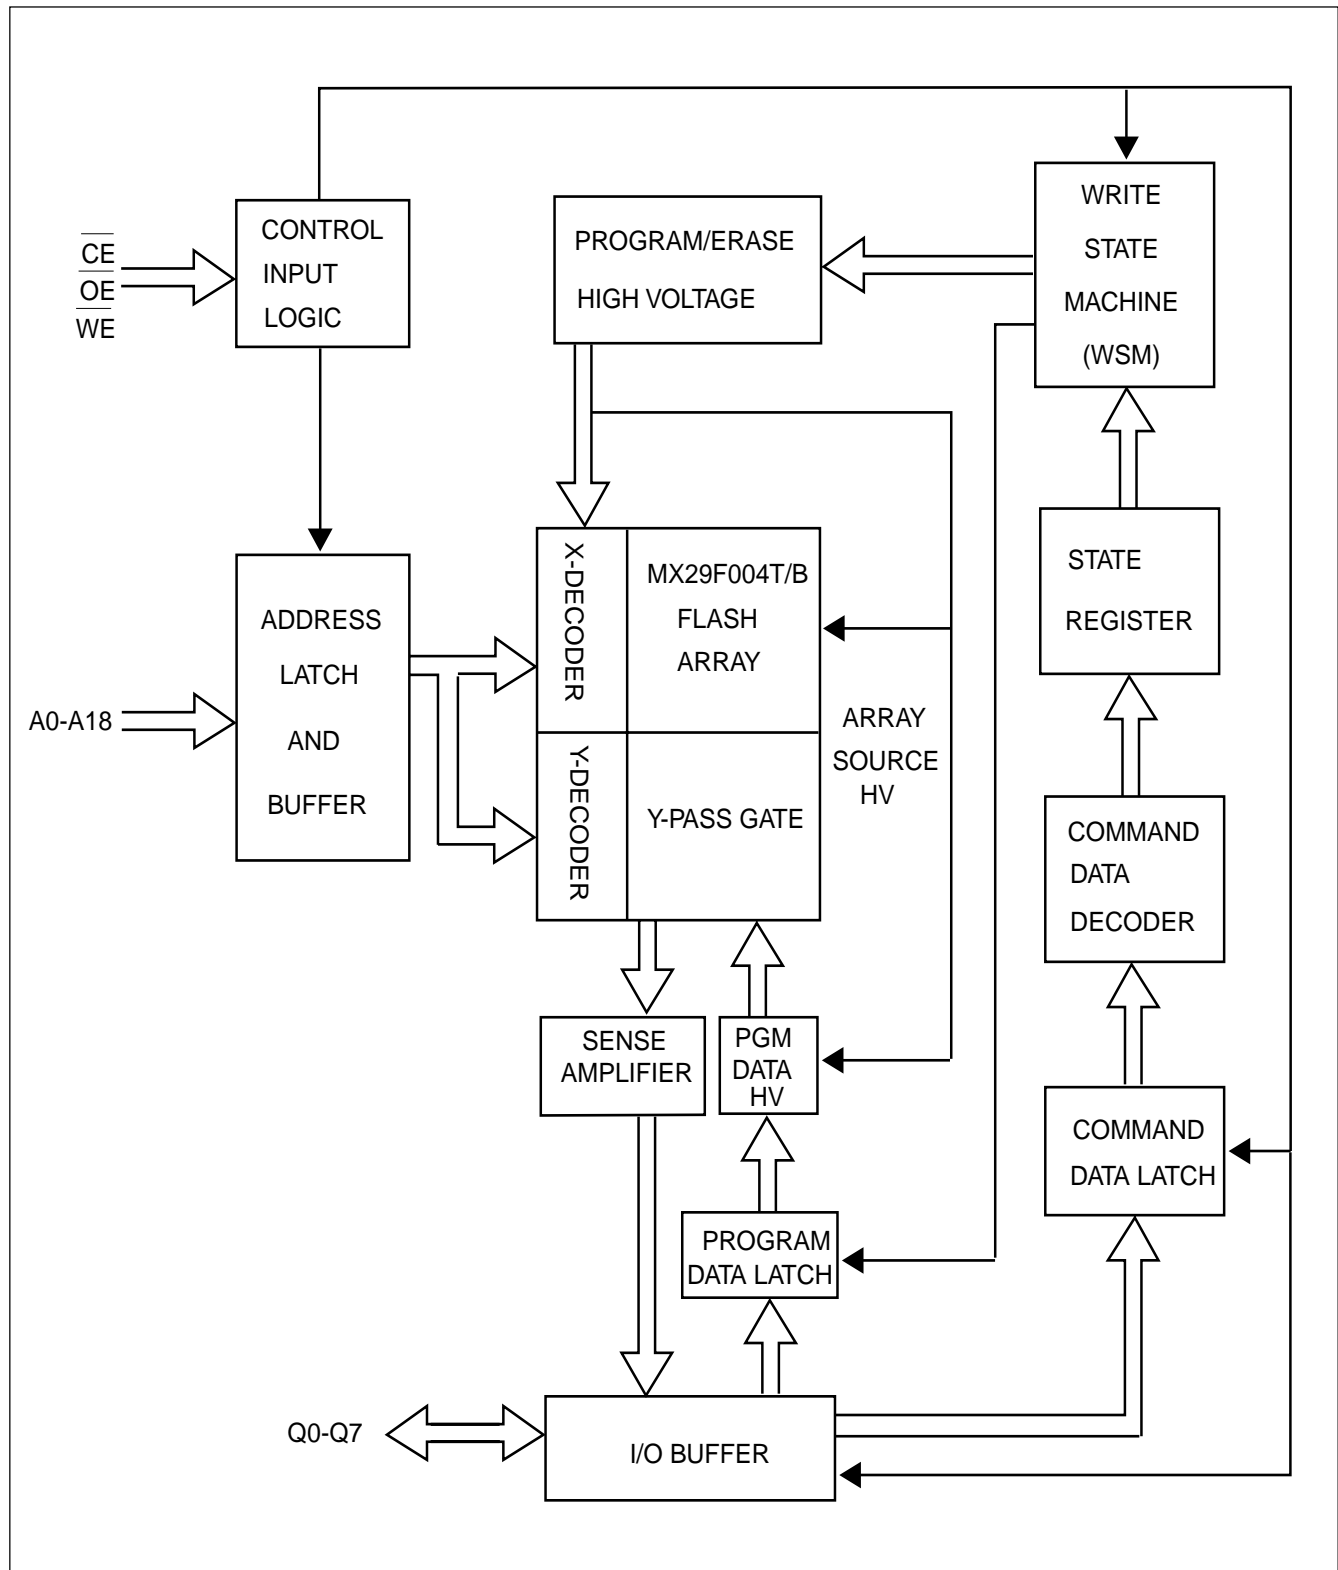 CONTROL
INPUT
LOGIC
CE
OE
WE
PROGRAM/ERASE
HIGH VOLTAGE
WRITE
STATE
MACHINE
(WSM)
ADDRESS
LATCH
AND
BUFFER
A0-A18
X-DECODER
MX29F004T/B
FLASH
ARRAY
Y-DECODER
Y-PASS GATE
ARRAY
SOURCE
HV
STATE
REGISTER
COMMAND
DATA
DECODER
SENSE
AMPLIFIER
PGM
DATA
HV
COMMAND
DATA LATCH
PROGRAM
DATA LATCH
Q0-Q7
I/O BUFFER